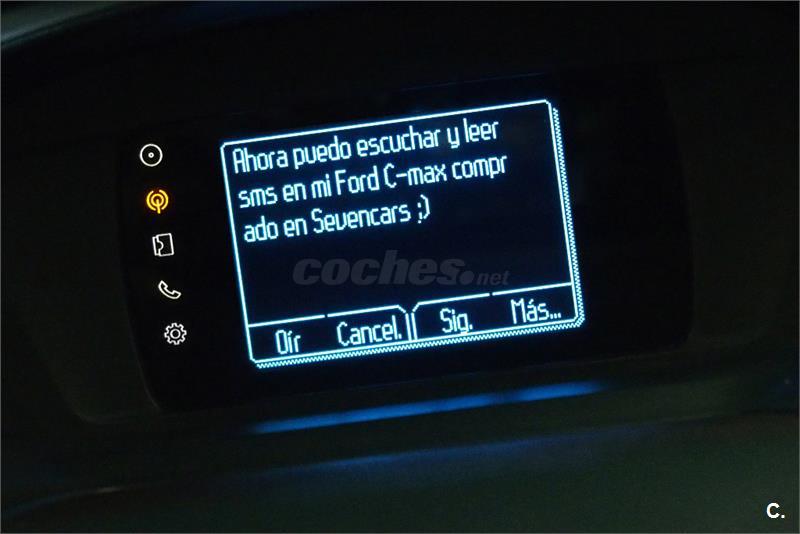 Ahora puedo escuchar y leer
sms en mi Ford C-max compr
ado en Sevencars ;)
coches.net
Oír Cancel. Sig. Más...
C.